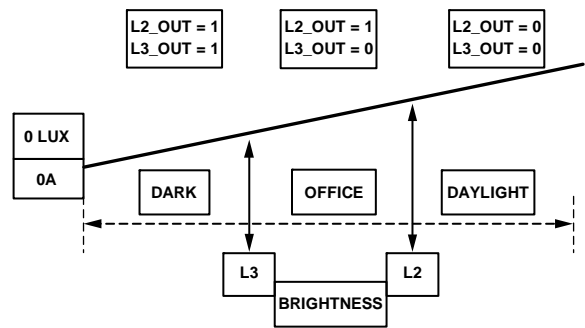 L2_OUT = 1
L3_OUT = 1
L2_OUT = 1
L3_OUT = 0
L2_OUT = 0
L3_OUT = 0
0 LUX
0A
DARK
OFFICE
DAYLIGHT
L3
L2
BRIGHTNESS